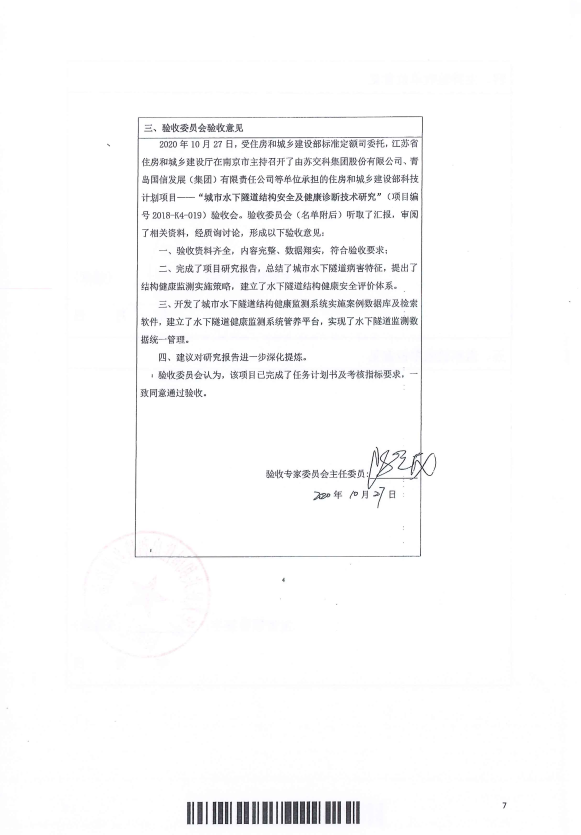 三、验收委员会验收意见
2020 年 10 月 27 日，受住房和城乡建设部标准定额司委托，江苏省
住房和城乡建设厅在南京市主持召开了由苏交科集团股份有限公司、青
岛国信发展（集团）有限责任公司等单位承担的住房和城乡建设部科技
计划项目——“城市水下隧道结构安全及健康诊断技术研究”（项目编
号 2018-K4-019）验收会。验收委员会（名单附后）听取了汇报，审阅
了相关资料，经质询讨论，形成以下验收意见：
一、验收资料齐全，内容完整、数据翔实，符合验收要求；
二、完成了项目研究报告，总结了城市水下隧道病害特征，提出了
结构健康监测实施策略，建立了水下隧道结构健康安全评价体系。
三、开发了城市水下隧道结构健康监测系统实施案例数据库及检索
软件，建立了水下隧道健康监测系统管养平台，实现了水下隧道监测数
据统一管理。
四、建议对研究报告进一步深化提炼。
验收委员会认为，该项目已完成了任务计划书及考核指标要求，一
致同意通过验收。
验收专家委员会主任委员：
2020 年 10 月 27 日
7